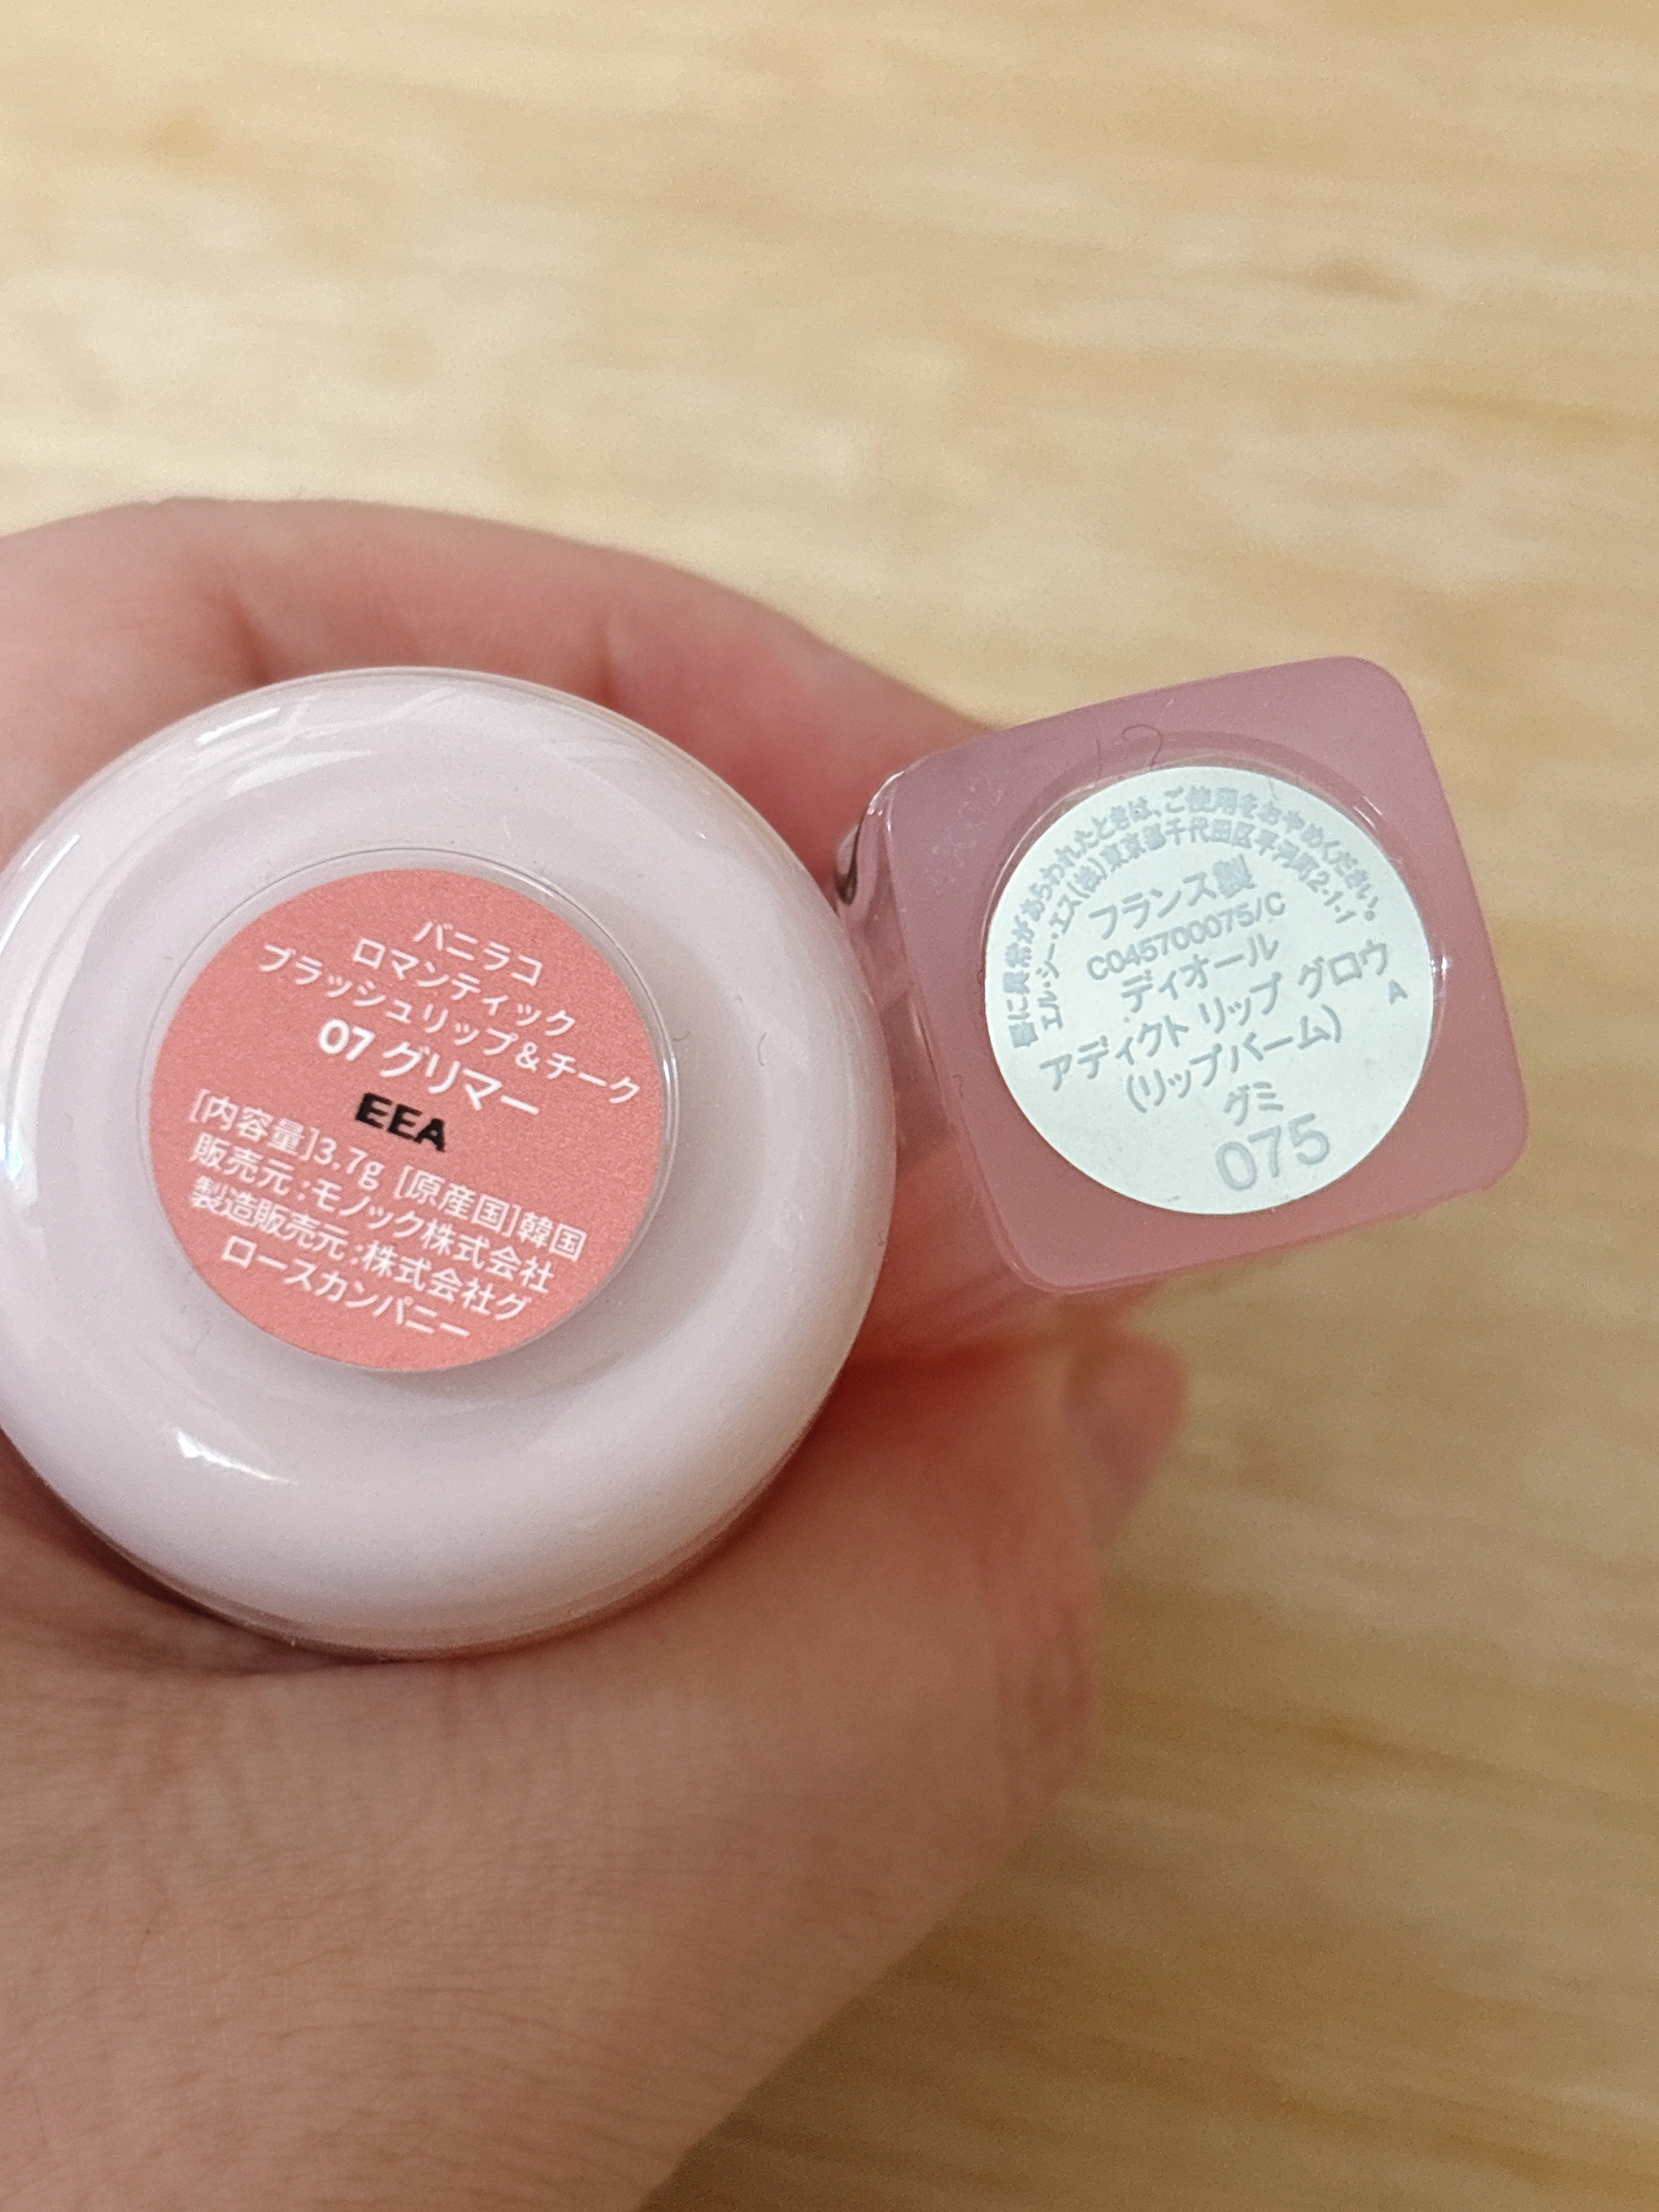 バニラコ
ロマンティック
ブラッシュリップ&チーク
07 グリマー
EEA
[内容量]3.7g [原産国]韓国
販売元:モノック株式会社
製造販売元:株式会社グ
ロースカンパニー
唇に異常があらわれたときは、ご使用をおやめください。
エル・シー・エス(株)東京都千代田区平河町2-1-1
フランス製
C045700075/C
ディオール
アディクト リップ グロウ
A
(リップバーム)
グミ
075